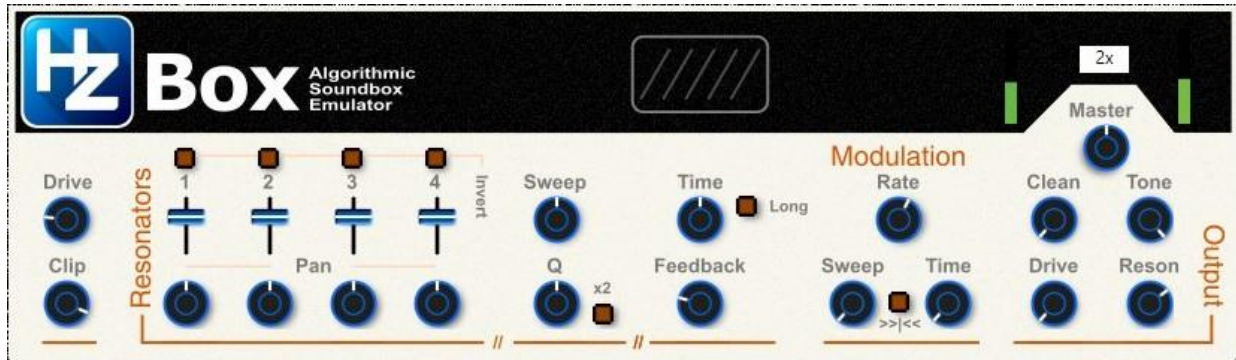 Hz
Box
Algorithmic
Soundbox
Emulator
2x
Master
Drive
Clip
Resonators
1 2 3 4
Invert
Pan
Sweep
Q
x2
Time
Long
Feedback
Modulation
Rate
Sweep Time
>>|<<
Clean Tone
Drive Reson
Output